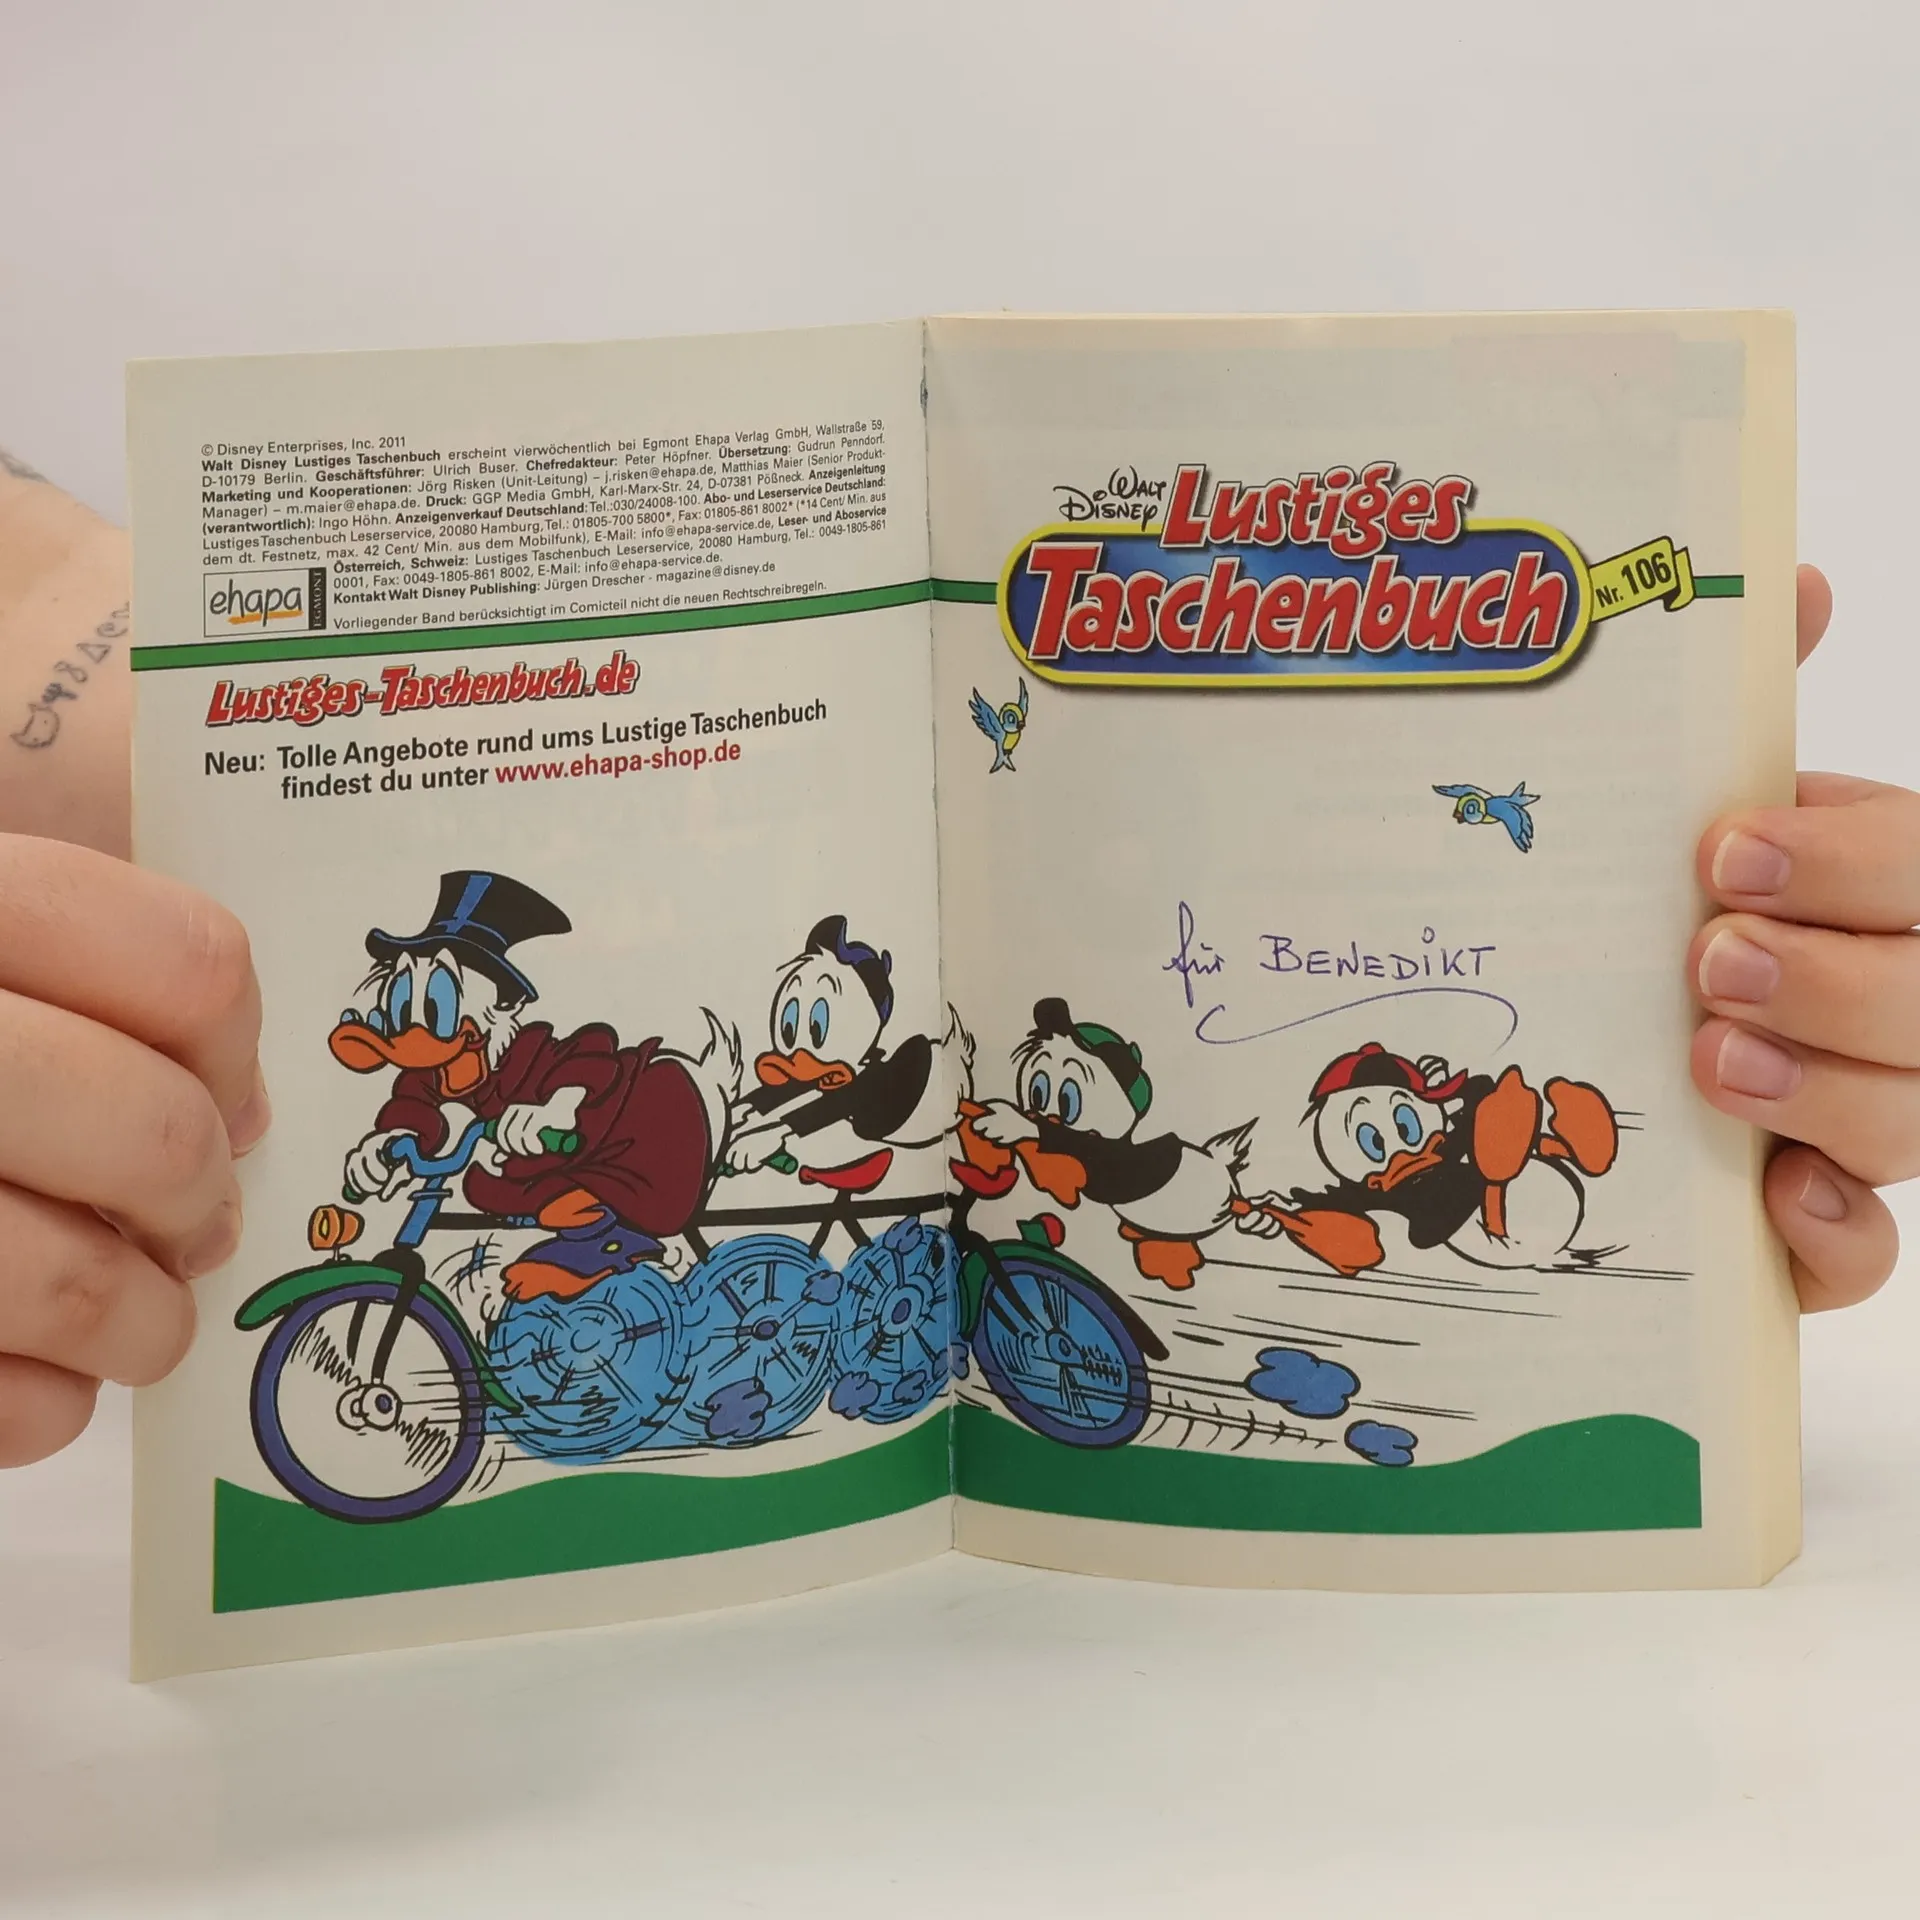 © Disney Enterprises, Inc. 2011
Walt Disney Lustiges Taschenbuch erscheint vierwöchentlich bei Egmont Ehapa Verlag GmbH, Wallstraße 59,
D-10179 Berlin. Geschäftsführer: Ulrich Buser. Chefredakteur: Peter Höpfner. Übersetzung: Gudrun Penndorf.
Marketing und Kooperationen: Jörg Risken (Unit-Leitung) – j.risken@ehapa.de, Matthias Maier (Senior Produkt-
Manager) – m.maier@ehapa.de. Druck: GGP Media GmbH, Karl-Marx-Str. 24, D-07381 Pößneck. Anzeigenleitung
(verantwortlich): Ingo Höhn. Anzeigenverkauf Deutschland: Tel.:030/24008-100. Abo- und Leserservice Deutschland:
Lustiges Taschenbuch Leserservice, 20080 Hamburg, Tel.: 01805-700 5800*, Fax: 01805-861 8002* (*14 Cent/ Min. aus
dem dt. Festnetz, max. 42 Cent/ Min. aus dem Mobilfunk), E-Mail: info@ehapa-service.de, Leser- und Aboservice
Österreich, Schweiz: Lustiges Taschenbuch Leserservice, 20080 Hamburg, Tel.: 0049-1805-861
0001, Fax: 0049-1805-861 8002, E-Mail: info@ehapa-service.de.
Kontakt Walt Disney Publishing: Jürgen Drescher - magazine@disney.de
Vorliegender Band berücksichtigt im Comicteil nicht die neuen Rechtschreibregeln.
ehapa
EGMONT
Lustiges-Taschenbuch.de
Neu: Tolle Angebote rund ums Lustige Taschenbuch
findest du unter www.ehapa-shop.de
Walt Disney
Lustiges
Taschenbuch
Nr. 106
für BENEDiKT